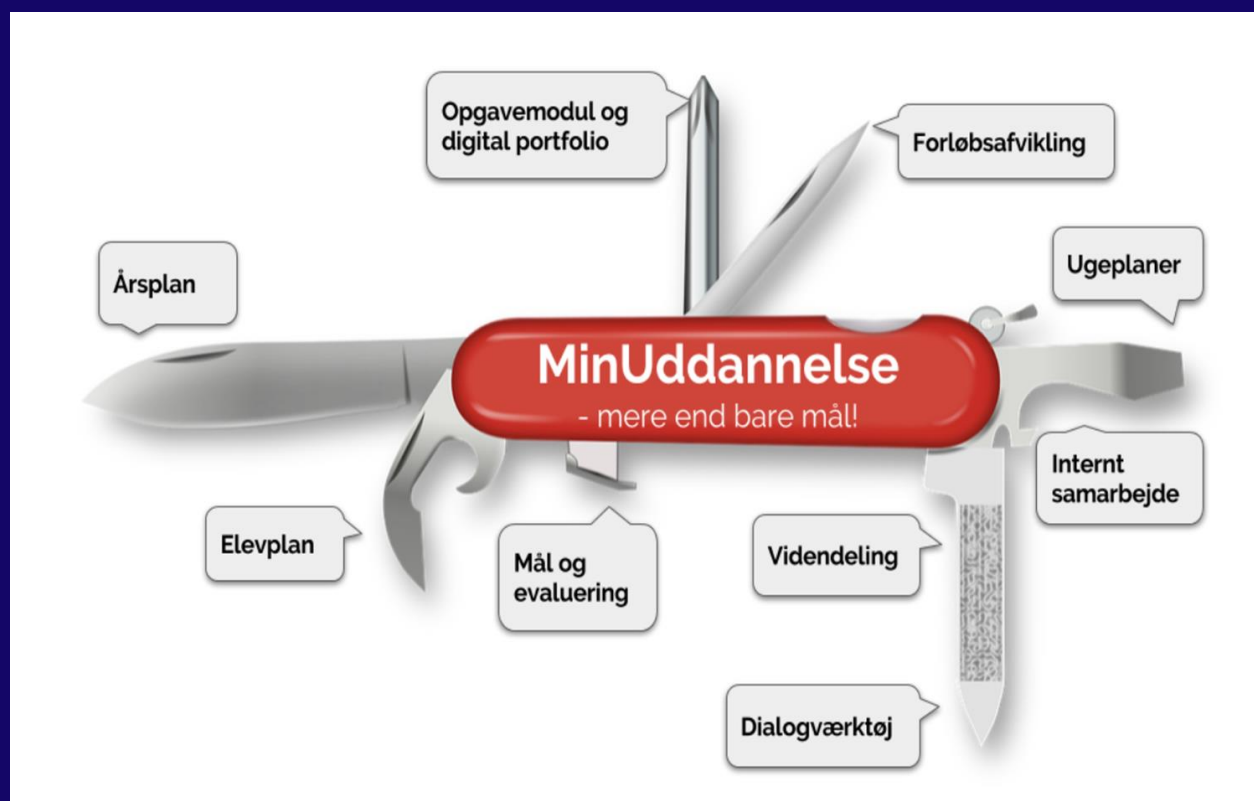 Opgavemodul og
digital portfolio
Forløbsafvikling
Årsplan
Ugeplaner
MinUddannelse
- mere end bare mål!
Internt
samarbejde
Elevplan
Mål og
evaluering
Videndeling
Dialogværktøj